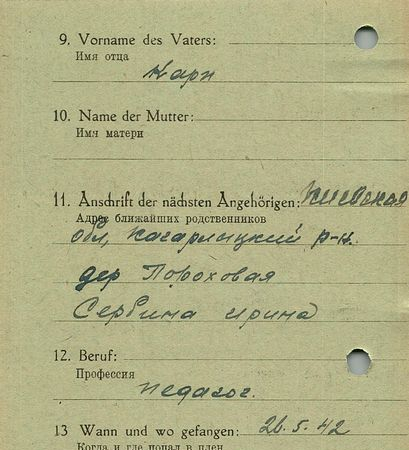 9. Vorname des Vaters:
Имя отца
Карп
10. Name der Mutter:
Имя матери
11. Anschrift der nächsten Angehörigen: Киевская
Адрес ближайших родственников
обл, Кагарлыцкий р-н.
дер Пороховая
Сербина ирина
12. Beruf:
Профессия
педагог.
13 Wann und wo gefangen: 26.5.42
Когда и где попал в плен